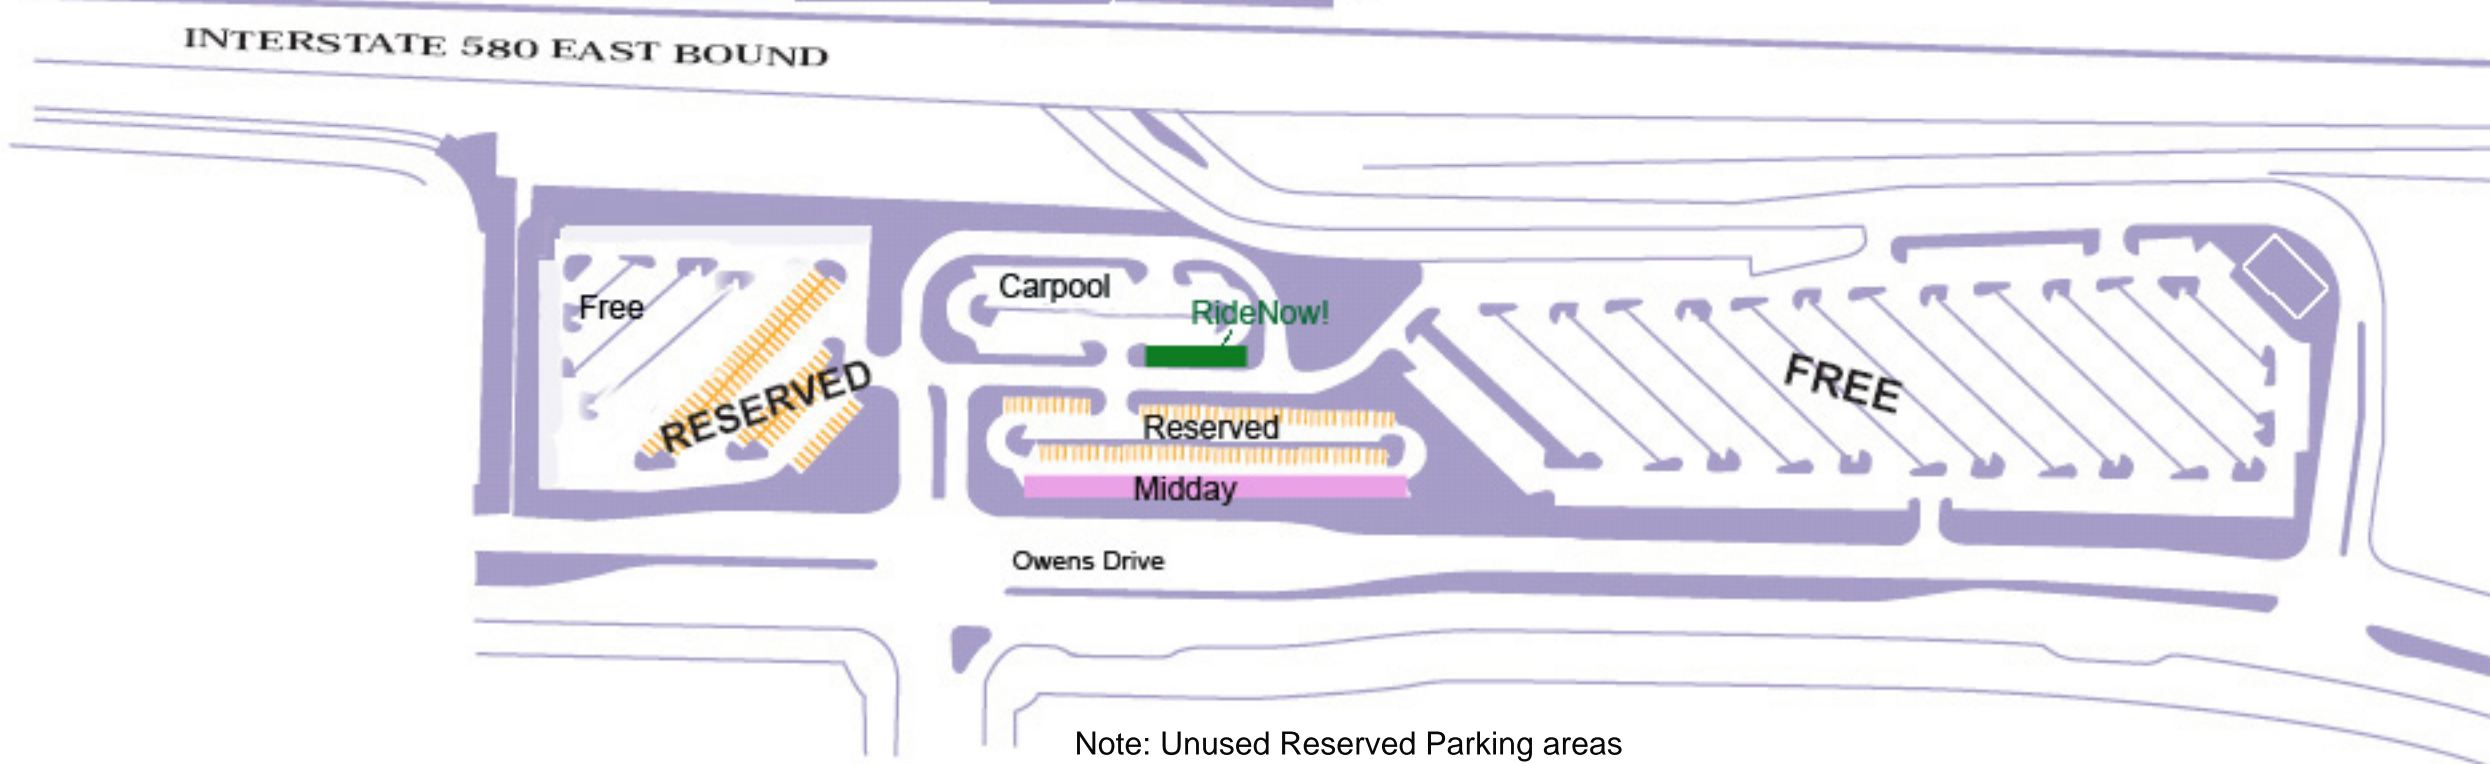 INTERSTATE 580 EAST BOUND
Carpool
Free
RideNow!
RESERVED
FREE
Reserved
Midday
Owens Drive
Note: Unused Reserved Parking areas